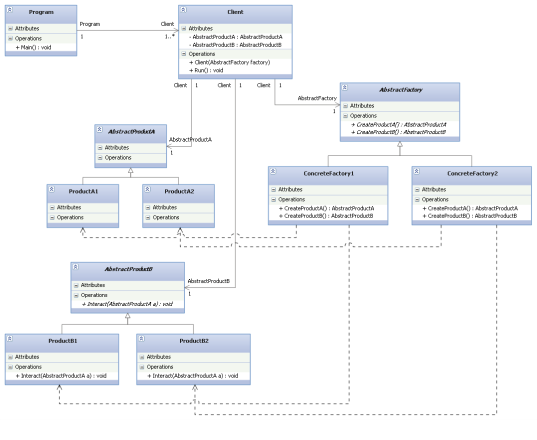 Program
Attributes
Operations
+ Main() : void
Program
1
Client
1..*
Client
Attributes
- AbstractProductA : AbstractProductA
- AbstractProductB : AbstractProductB
Operations
+ Client(AbstractFactory factory)
+ Run() : void
Client
1
Client
1
Client
1
AbstractFactory
1
AbstractFactory
Attributes
Operations
+ CreateProductA() : AbstractProductA
+ CreateProductB() : AbstractProductB
AbstractProductA
Attributes
Operations
AbstractProductA
1
ProductA1
Attributes
Operations
ProductA2
Attributes
Operations
ConcreteFactory1
Attributes
Operations
+ CreateProductA() : AbstractProductA
+ CreateProductB() : AbstractProductB
ConcreteFactory2
Attributes
Operations
+ CreateProductA() : AbstractProductA
+ CreateProductB() : AbstractProductB
AbstractProductB
Attributes
Operations
+ Interact(AbstractProductA a) : void
AbstractProductB
1
ProductB1
Attributes
Operations
+ Interact(AbstractProductA a) : void
ProductB2
Attributes
Operations
+ Interact(AbstractProductA a) : void